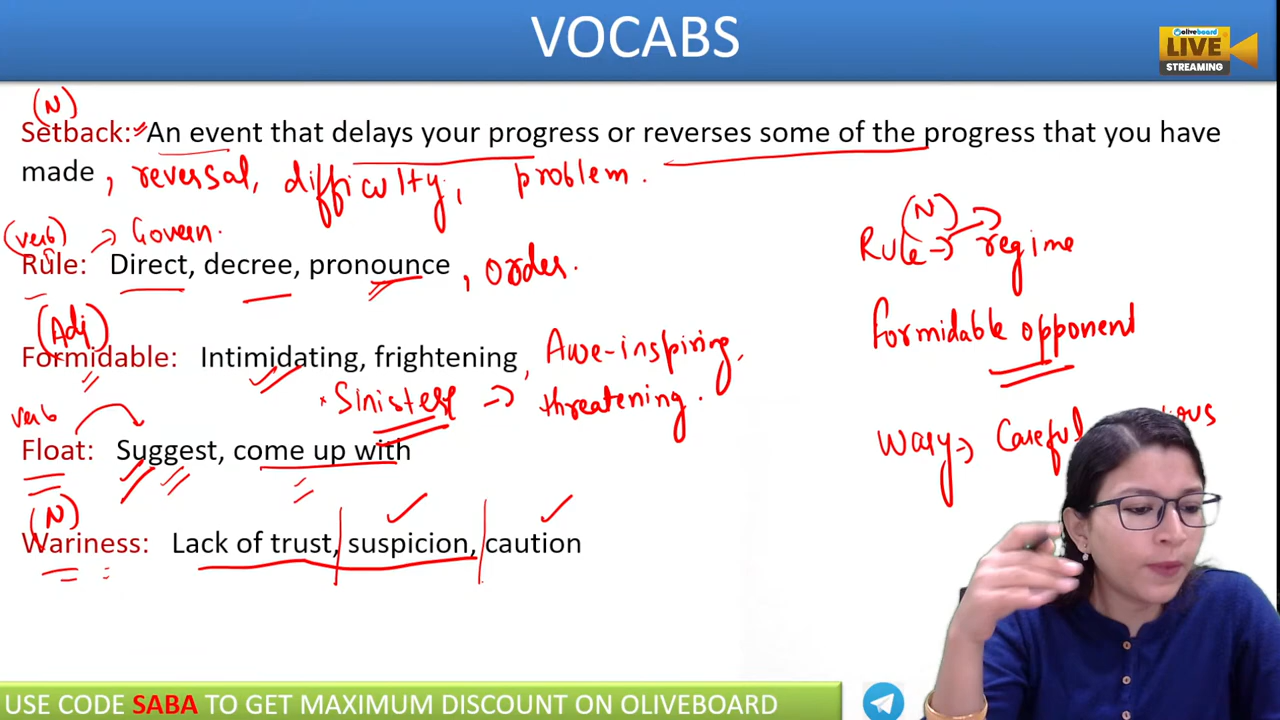 VOCABS
oliveboard
LIVE
STREAMING
(N)
Setback: An event that delays your progress or reverses some of the progress that you have
made , reversal, difficulty, problem.
(verb) → Govern.
Rule: Direct, decree, pronounce , order.
(N)
Rule → regime
(Adj)
Formidable: Intimidating, frightening , Awe-inspiring,
Sinister → threatening.
formidable opponent
verb
Float: Suggest, come up with
Wary → Careful
(N)
Wariness: Lack of trust, suspicion, caution
USE CODE SABA TO GET MAXIMUM DISCOUNT ON OLIVEBOARD